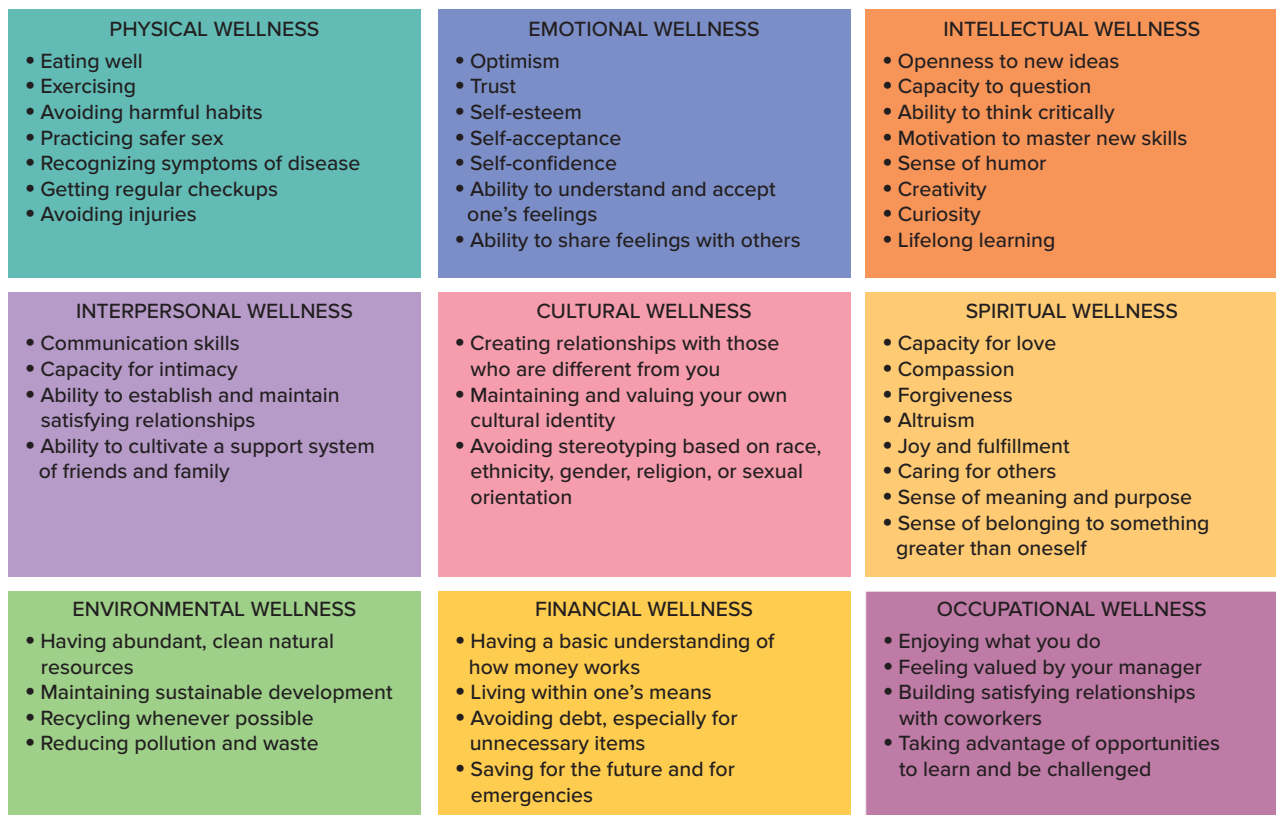 PHYSICAL WELLNESS
• Eating well
• Exercising
• Avoiding harmful habits
• Practicing safer sex
• Recognizing symptoms of disease
• Getting regular checkups
• Avoiding injuries
EMOTIONAL WELLNESS
• Optimism
• Trust
• Self-esteem
• Self-acceptance
• Self-confidence
• Ability to understand and accept
one’s feelings
• Ability to share feelings with others
INTELLECTUAL WELLNESS
• Openness to new ideas
• Capacity to question
• Ability to think critically
• Motivation to master new skills
• Sense of humor
• Creativity
• Curiosity
• Lifelong learning
INTERPERSONAL WELLNESS
• Communication skills
• Capacity for intimacy
• Ability to establish and maintain
satisfying relationships
• Ability to cultivate a support system
of friends and family
CULTURAL WELLNESS
• Creating relationships with those
who are different from you
• Maintaining and valuing your own
cultural identity
• Avoiding stereotyping based on race,
ethnicity, gender, religion, or sexual
orientation
SPIRITUAL WELLNESS
• Capacity for love
• Compassion
• Forgiveness
• Altruism
• Joy and fulfillment
• Caring for others
• Sense of meaning and purpose
• Sense of belonging to something
greater than oneself
ENVIRONMENTAL WELLNESS
• Having abundant, clean natural
resources
• Maintaining sustainable development
• Recycling whenever possible
• Reducing pollution and waste
FINANCIAL WELLNESS
• Having a basic understanding of
how money works
• Living within one’s means
• Avoiding debt, especially for
unnecessary items
• Saving for the future and for
emergencies
OCCUPATIONAL WELLNESS
• Enjoying what you do
• Feeling valued by your manager
• Building satisfying relationships
with coworkers
• Taking advantage of opportunities
to learn and be challenged